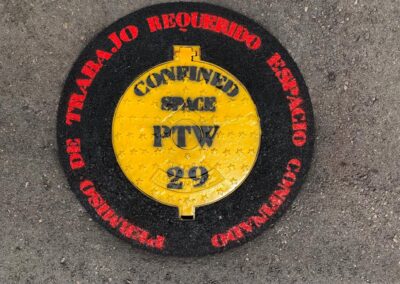 PERMISO DE TRABAJO REQUERIDO ESPACIO CONFINADO
CONFINED
SPACE
PTW
29